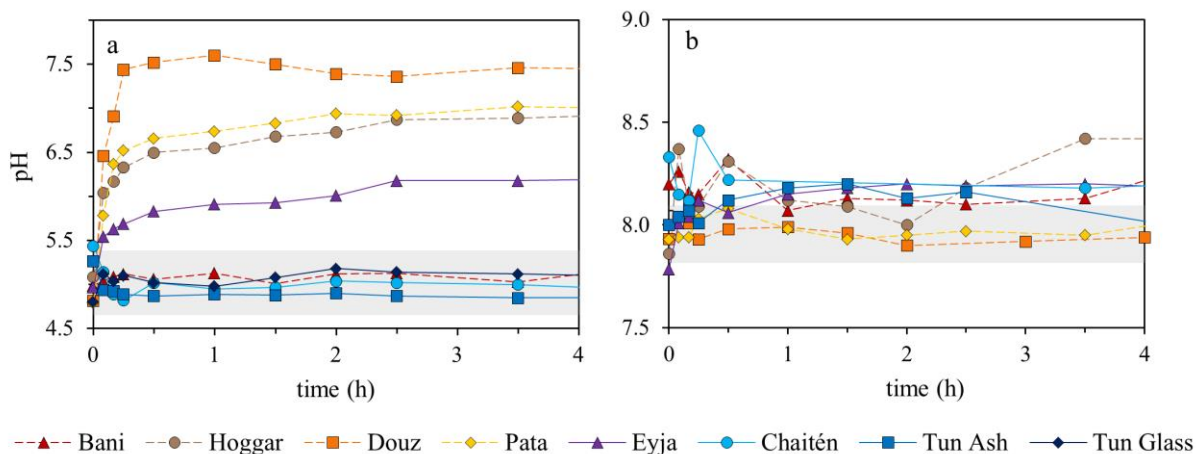 a
7.5
6.5
5.5
4.5
pH
0 1 2 3 4
time (h)
b
9.0
8.5
8.0
7.5
0 1 2 3 4
time (h)
Bani Hoggar Douz Pata Eyja Chaitén Tun Ash Tun Glass